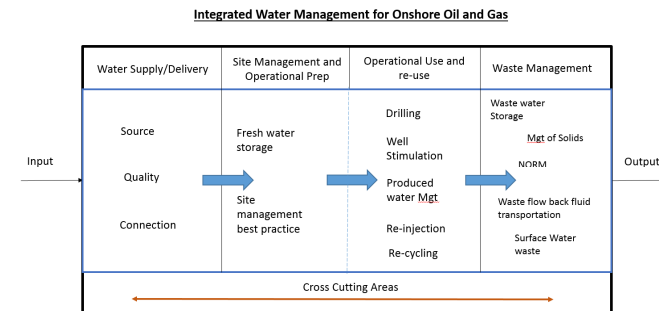 Integrated Water Management for Onshore Oil and Gas
Water Supply/Delivery
Site Management and
Operational Prep
Operational Use and
re-use
Waste Management
Input
Source
Quality
Connection
Fresh water
storage
Site
management
best practice
Drilling
Well
Stimulation
Produced
water Mgt
Re-injection
Re-cycling
Waste water
Storage
Mgt of Solids
NORM
Waste flow back fluid
transportation
Surface Water
waste
Output
Cross Cutting Areas